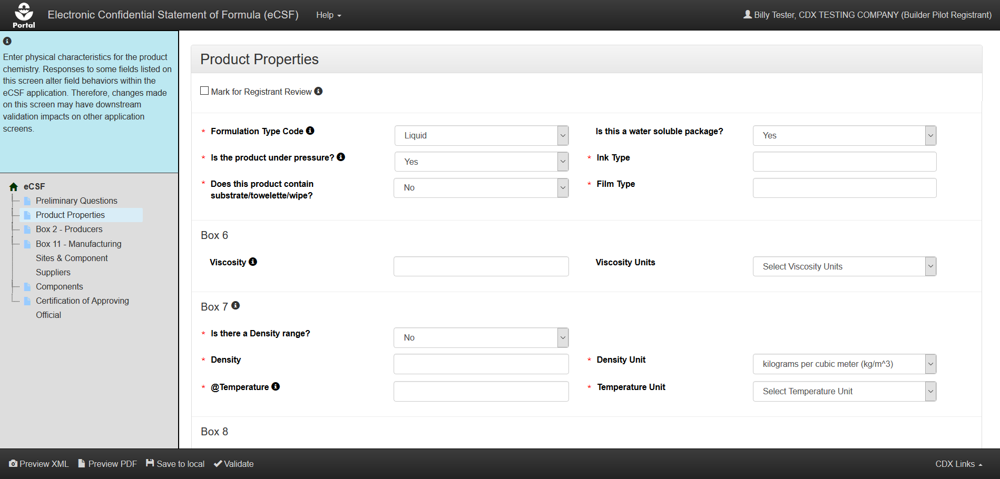 Portal
Electronic Confidential Statement of Formula (eCSF)
Help
Billy Tester, CDX TESTING COMPANY (Builder Pilot Registrant)
Enter physical characteristics for the product
chemistry. Responses to some fields listed on
this screen alter field behaviors within the
eCSF application. Therefore, changes made
on this screen may have downstream
validation impacts on other application
screens.
eCSF
Preliminary Questions
Product Properties
Box 2 - Producers
Box 11 - Manufacturing
Sites & Component
Suppliers
Components
Certification of Approving
Official
Product Properties
Mark for Registrant Review
* Formulation Type Code
Liquid
Is this a water soluble package?
Yes
* Is the product under pressure?
Yes
* Ink Type
* Does this product contain
substrate/towelette/wipe?
No
* Film Type
Box 6
Viscosity
Viscosity Units
Select Viscosity Units
Box 7
* Is there a Density range?
No
* Density
* Density Unit
kilograms per cubic meter (kg/m^3)
* @Temperature
* Temperature Unit
Select Temperature Unit
Box 8
Preview XML
Preview PDF
Save to local
Validate
CDX Links